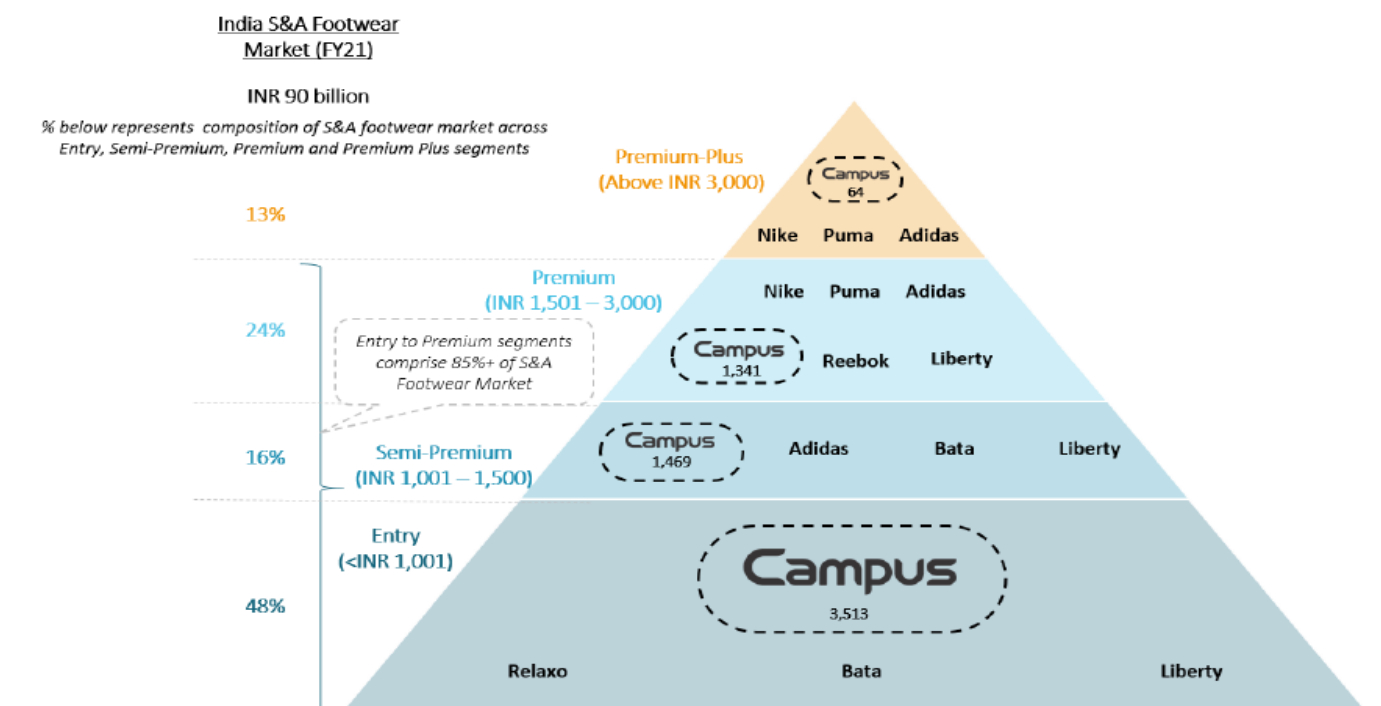 India S&A Footwear
Market (FY21)
INR 90 billion
% below represents composition of S&A footwear market across
Entry, Semi-Premium, Premium and Premium Plus segments
13%
Premium-Plus
(Above INR 3,000)
Campus
64
Nike Puma Adidas
24%
Premium
(INR 1,501 – 3,000)
Nike Puma Adidas
Campus
1,341
Reebok Liberty
Entry to Premium segments
comprise 85%+ of S&A
Footwear Market
16%
Semi-Premium
(INR 1,001 – 1,500)
Campus
1,469
Adidas Bata Liberty
48%
Entry
(<INR 1,001)
Campus
3,513
Relaxo Bata Liberty